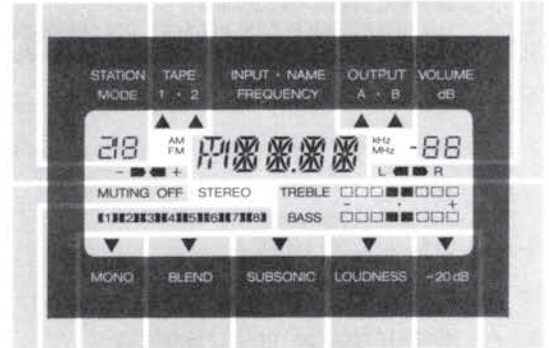 STATION TAPE INPUT · NAME OUTPUT VOLUME
MODE 1 · 2 FREQUENCY A · B dB
AM kHz
FM MHz -88
- + L R
MUTING OFF STEREO TREBLE
- · +
[1] [2] [3] [4] [5] [6] [7] [8] BASS
MONO BLEND SUBSONIC LOUDNESS -20 dB